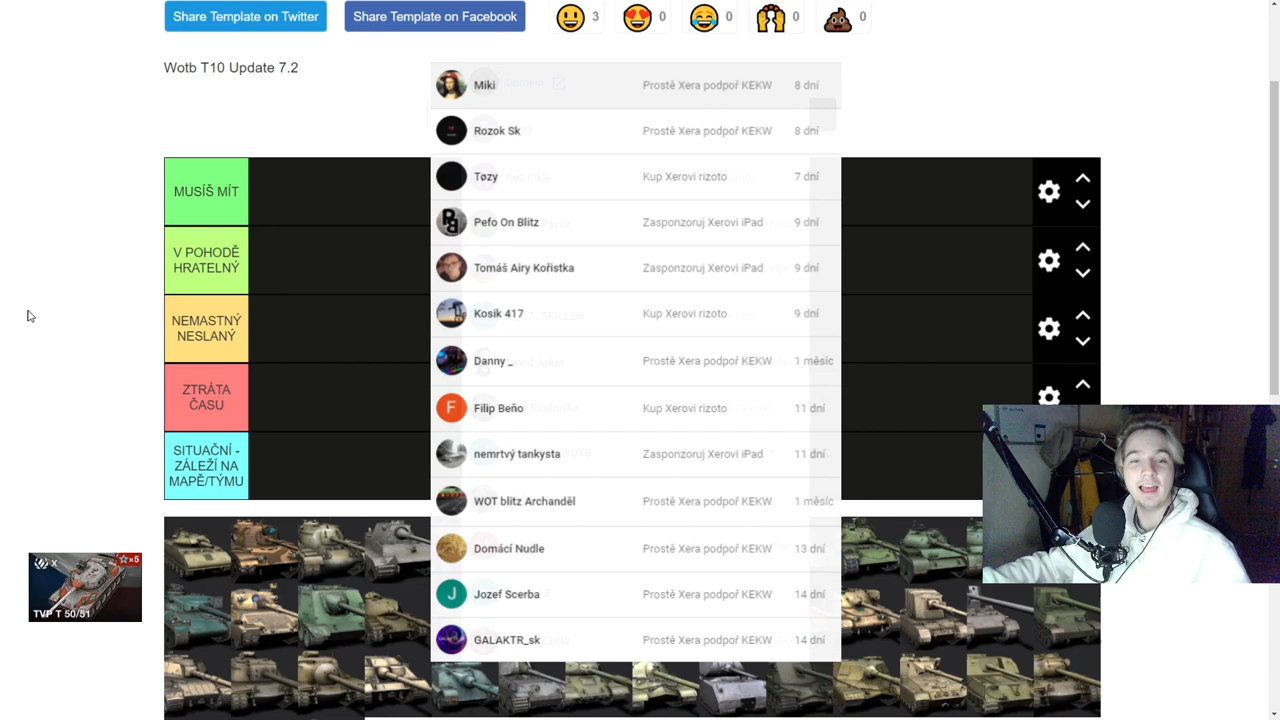 Share Template on Twitter
Share Template on Facebook
3
0
0
0
0
Wotb T10 Update 7.2
Miki Prostě Xera podpoř KEKW 8 dní
Rozok Sk Prostě Xera podpoř KEKW 8 dní
Tøzy Kup Xerovi rizoto 7 dní
Pefo On Blitz Zasponzoruj Xerovi iPad 9 dní
Tomáš Airy Kořistka Zasponzoruj Xerovi iPad 9 dní
Kosik 417 Kup Xerovi rizoto 9 dní
Danny _ Prostě Xera podpoř KEKW 1 měsíc
F Filip Beňo Kup Xerovi rizoto 11 dní
nemrtvý tankysta Zasponzoruj Xerovi iPad 11 dní
WOT blitz Archanděl Prostě Xera podpoř KEKW 1 měsíc
Domácí Nudle Prostě Xera podpoř KEKW 13 dní
J Jozef Scerba Prostě Xera podpoř KEKW 14 dní
GALAKTR_sk Prostě Xera podpoř KEKW 14 dní
MUSÍŠ MÍT
V POHODĚ
HRATELNÝ
NEMASTNÝ
NESLANÝ
ZTRÁTA
ČASU
SITUAČNÍ -
ZÁLEŽÍ NA
MAPĚ/TÝMU
X
×5
TVP T 50/51